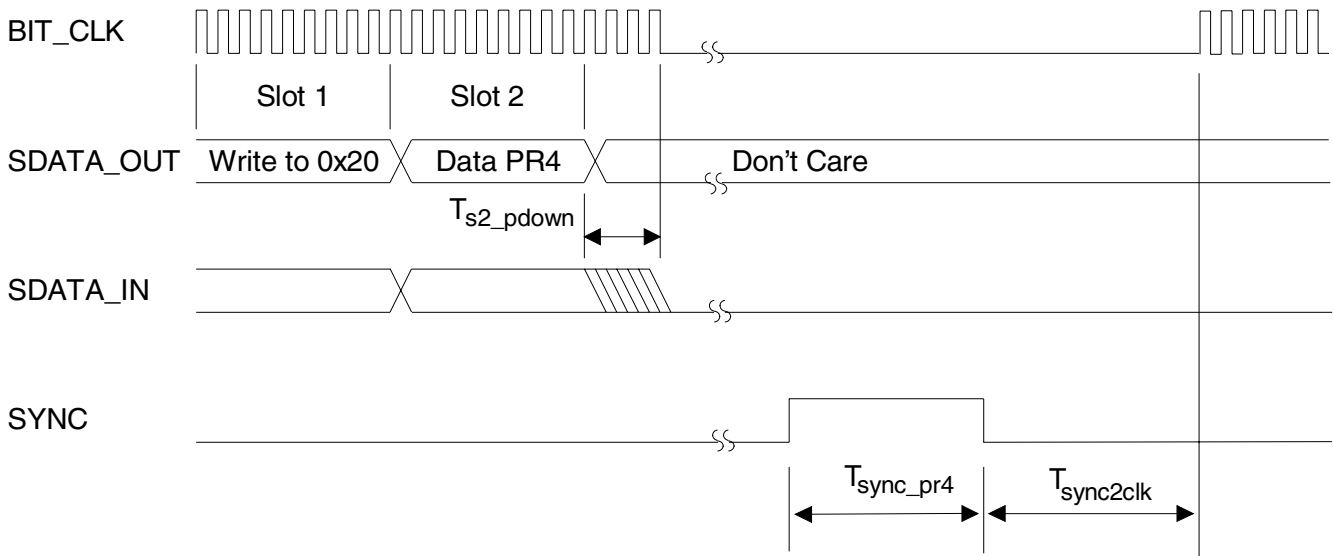 BIT_CLK
Slot 1 Slot 2
SDATA_OUT Write to 0x20 Data PR4 Don't Care
Ts2_pdown
SDATA_IN
SYNC
Tsync_pr4 Tsync2clk